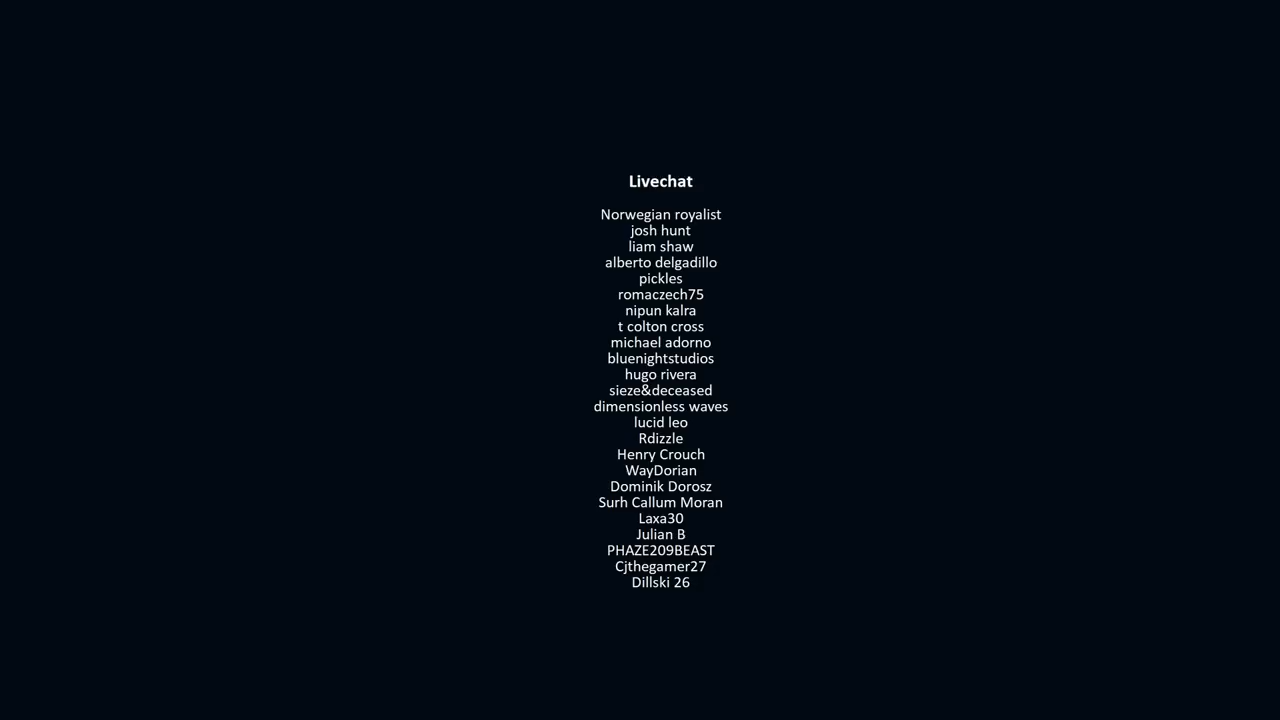 Livechat
Norwegian royalist
josh hunt
liam shaw
alberto delgadillo
pickles
romaczech75
nipun kalra
t colton cross
michael adorno
bluenightstudios
hugo rivera
sieze&deceased
dimensionless waves
lucid leo
Rdizzle
Henry Crouch
WayDorian
Dominik Dorosz
Surh Callum Moran
Laxa30
Julian B
PHAZE209BEAST
Cjthegamer27
Dillski 26